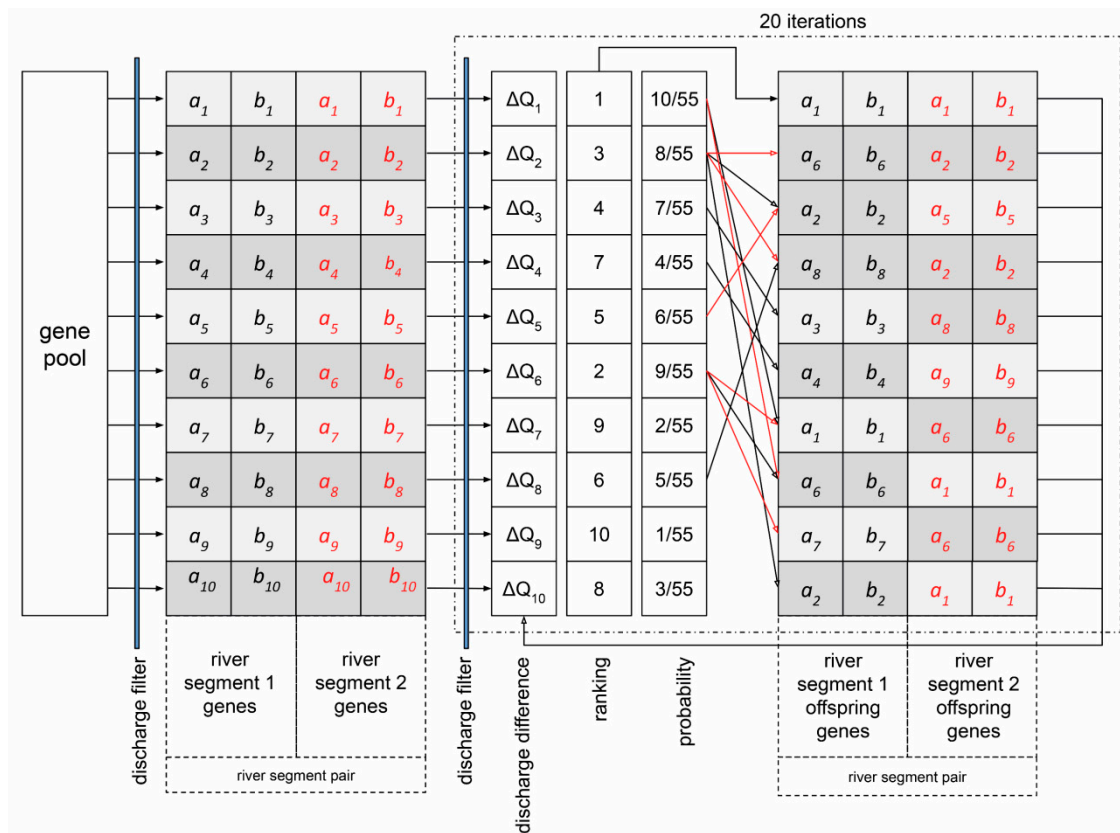 20 iterations
gene
pool
a1 b1 a1 b1 ΔQ1 1 10/55 a1 b1 a1 b1
a2 b2 a2 b2 ΔQ2 3 8/55 a6 b6 a2 b2
a3 b3 a3 b3 ΔQ3 4 7/55 a2 b2 a5 b5
a4 b4 a4 b4 ΔQ4 7 4/55 a8 b8 a2 b2
a5 b5 a5 b5 ΔQ5 5 6/55 a3 b3 a8 b8
a6 b6 a6 b6 ΔQ6 2 9/55 a4 b4 a9 b9
a7 b7 a7 b7 ΔQ7 9 2/55 a1 b1 a6 b6
a8 b8 a8 b8 ΔQ8 6 5/55 a6 b6 a1 b1
a9 b9 a9 b9 ΔQ9 10 1/55 a7 b7 a6 b6
a10 b10 a10 b10 ΔQ10 8 3/55 a2 b2 a1 b1
discharge filter
river
segment 1
genes
river
segment 2
genes
river segment pair
discharge filter
discharge difference
ranking
probability
river
segment 1
offspring
genes
river
segment 2
offspring
genes
river segment pair